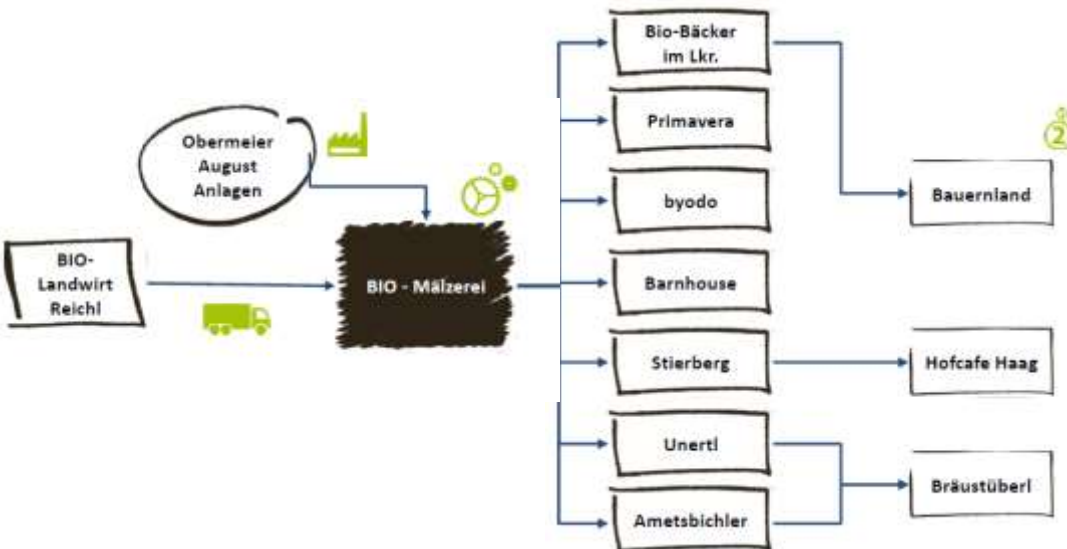 Bio-Bäcker
im Lkr.
Obermeier
August
Anlagen
Primavera
2
byodo
Bauernland
BIO-
Landwirt
Reichl
BIO - Mälzerei
Barnhouse
Stierberg
Hofcafe Haag
Unertl
Bräustüberl
Ametsbichler